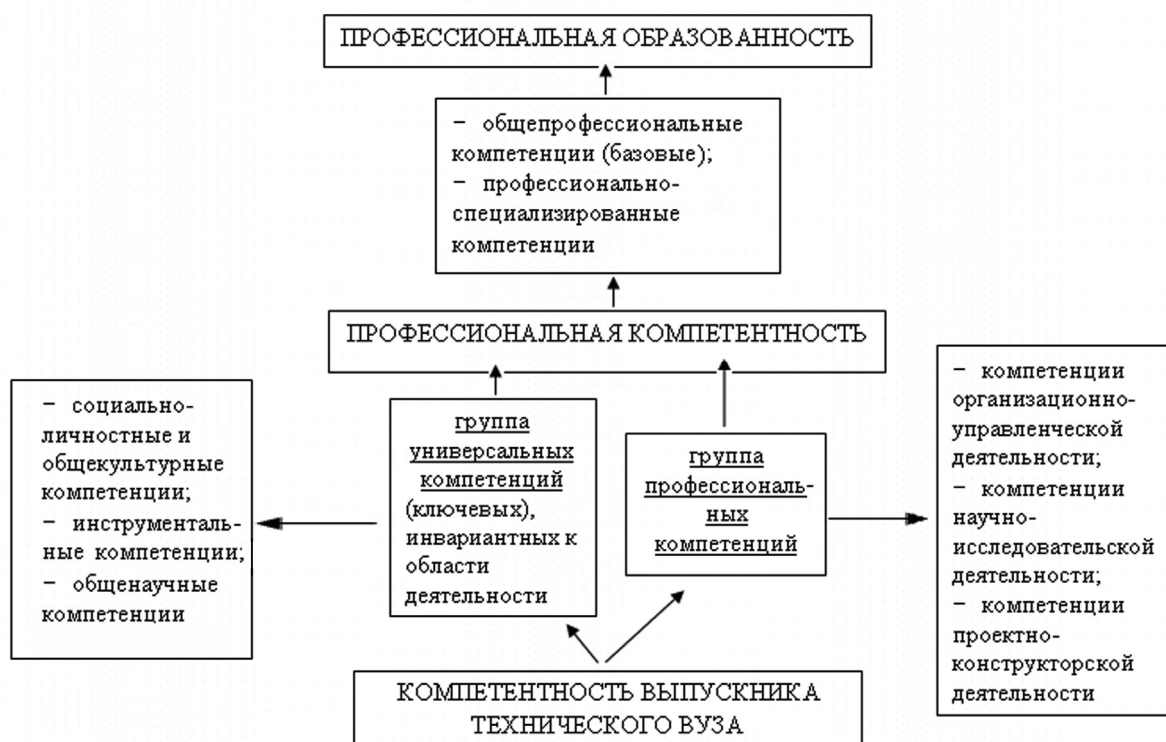 ПРОФЕССИОНАЛЬНАЯ ОБРАЗОВАННОСТЬ
− общепрофессиональные
компетенции (базовые);
− профессионально-
специализированные
компетенции
ПРОФЕССИОНАЛЬНАЯ КОМПЕТЕНТНОСТЬ
− социально-
личностные и
общекультурные
компетенции;
− инструменталь-
ные компетенции;
− общенаучные
компетенции
группа
универсальных
компетенций
(ключевых),
инвариантных к
области
деятельности
группа
профессиональ-
ных
компетенций
− компетенции
организационно-
управленческой
деятельности;
− компетенции
научно-
исследовательской
деятельности;
− компетенции
проектно-
конструкторской
деятельности
КОМПЕТЕНТНОСТЬ ВЫПУСКНИКА
ТЕХНИЧЕСКОГО ВУЗА